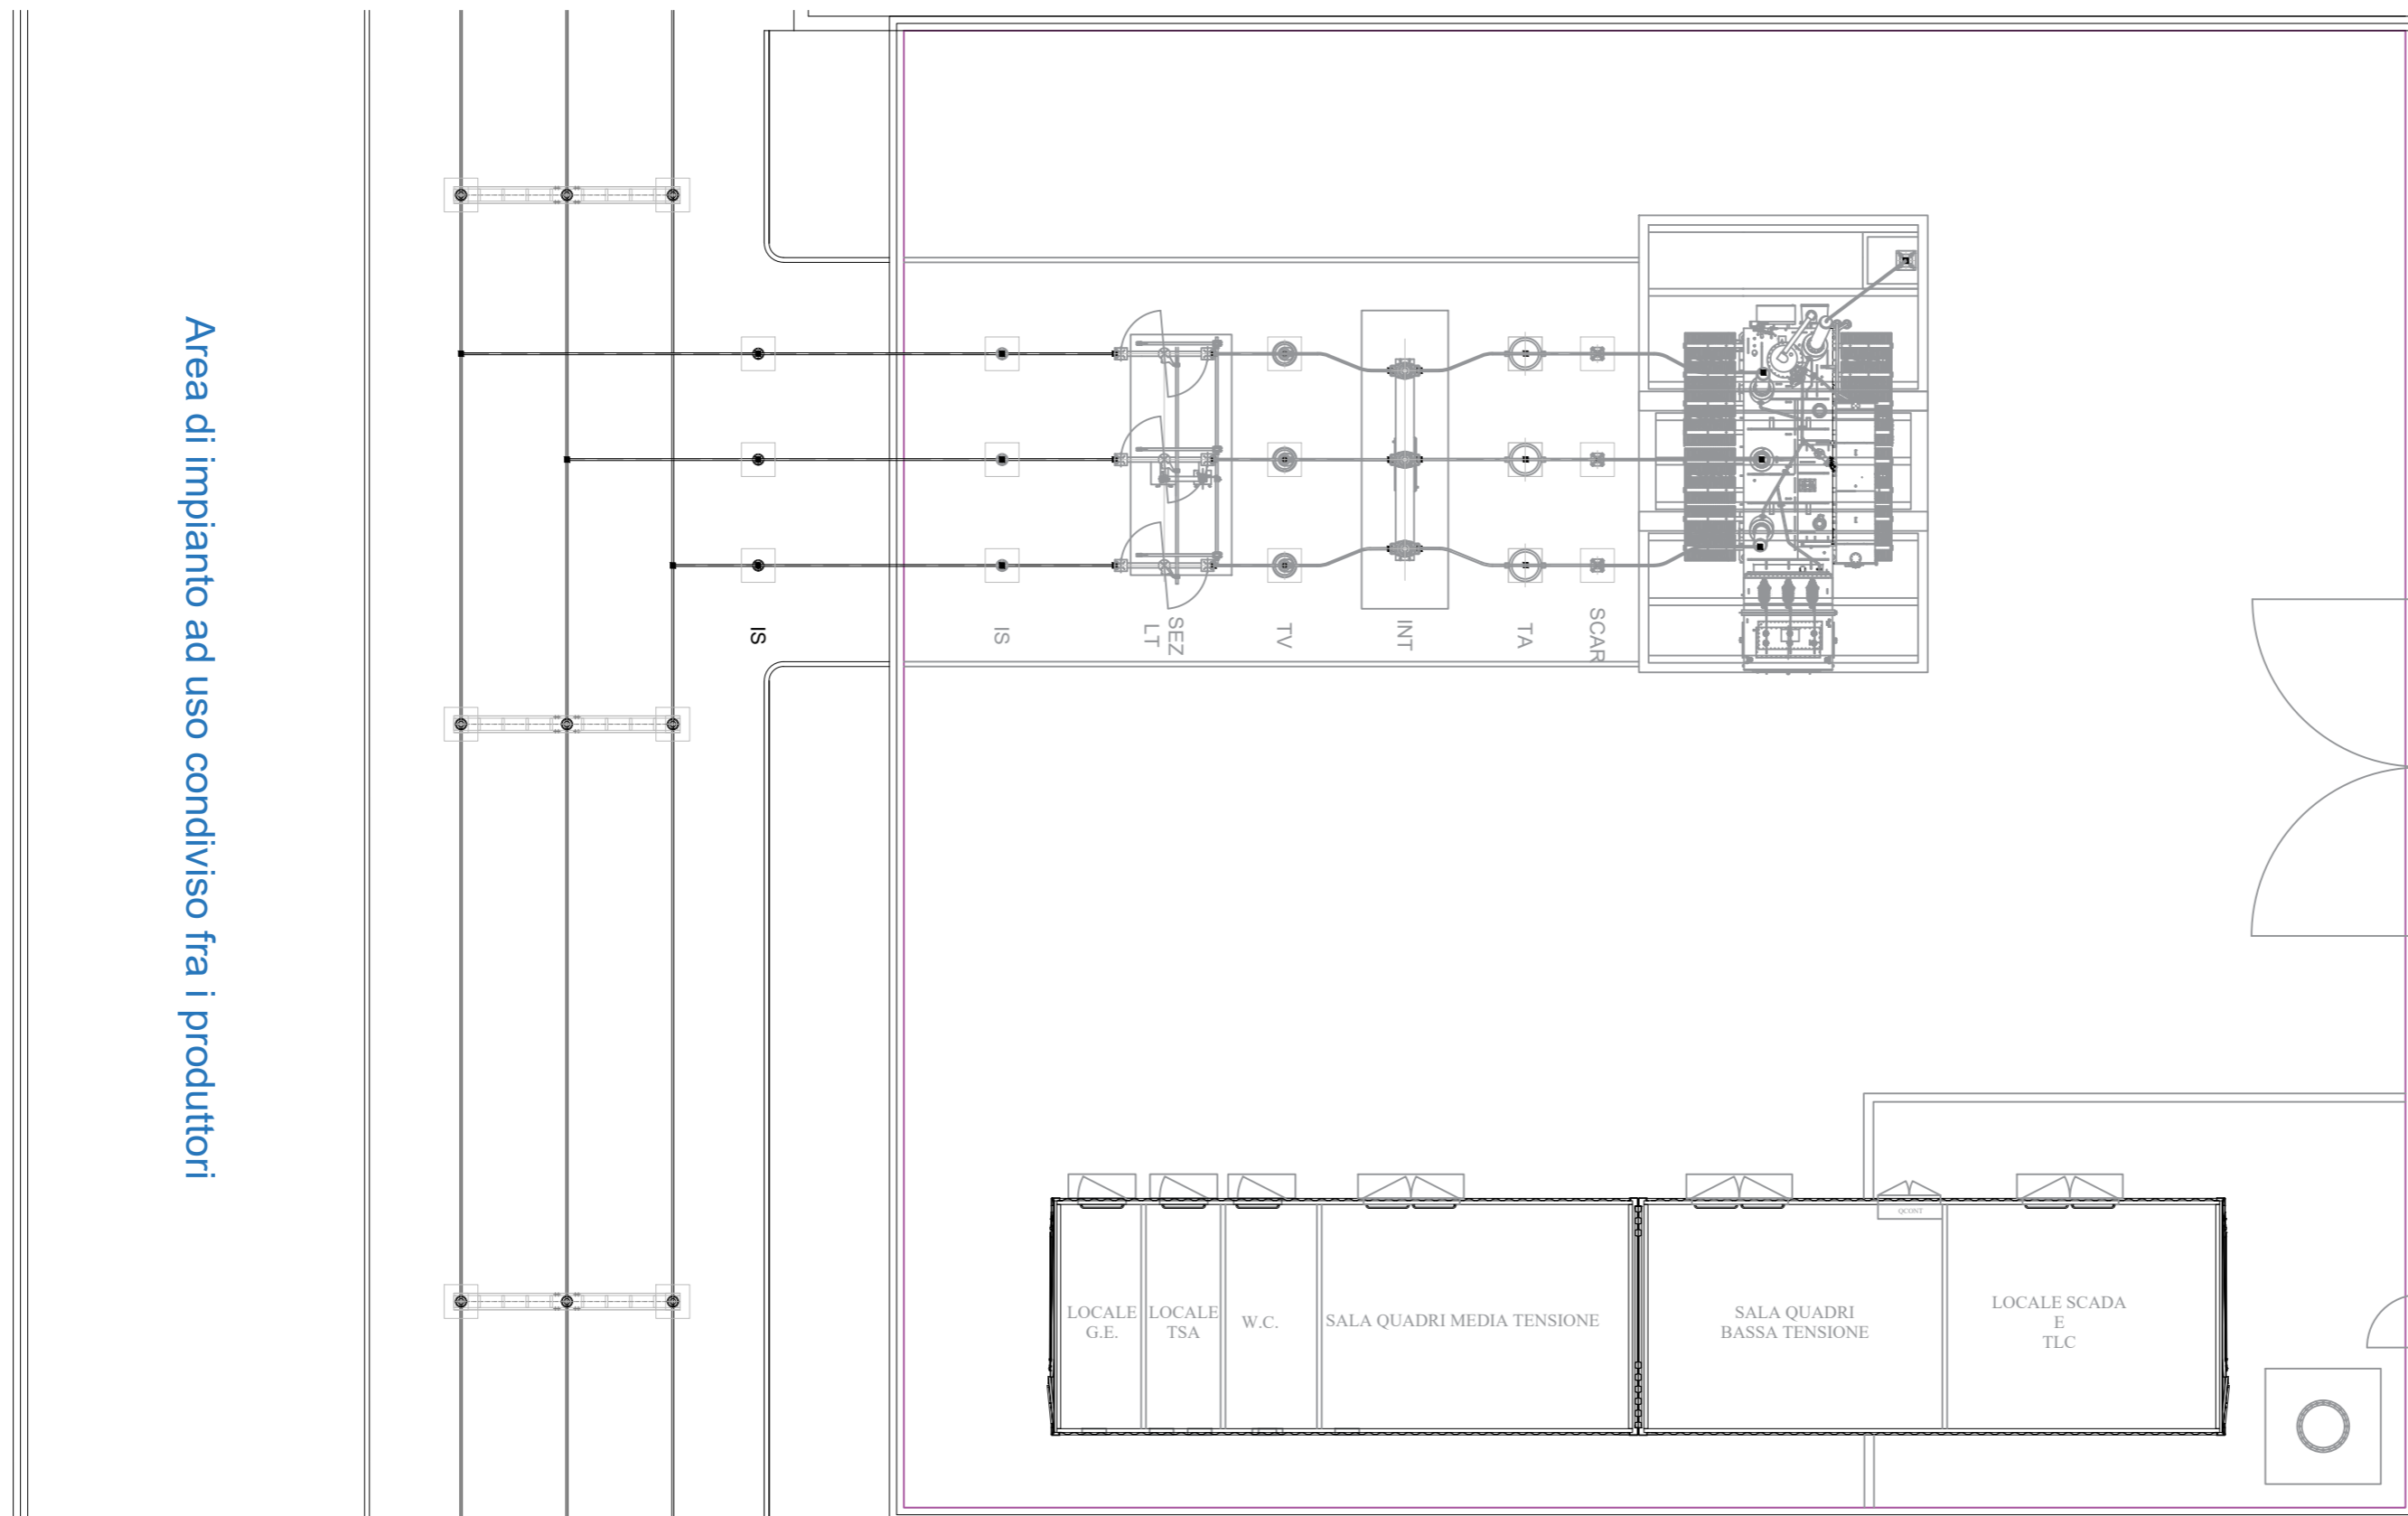 Area di impianto ad uso condiviso fra i produttori
IS
IS
SEZ
LT
TV
INT
TA
SCAR
QCONT
LOCALE
G.E.
LOCALE
TSA
W.C.
SALA QUADRI MEDIA TENSIONE
SALA QUADRI
BASSA TENSIONE
LOCALE SCADA
E
TLC